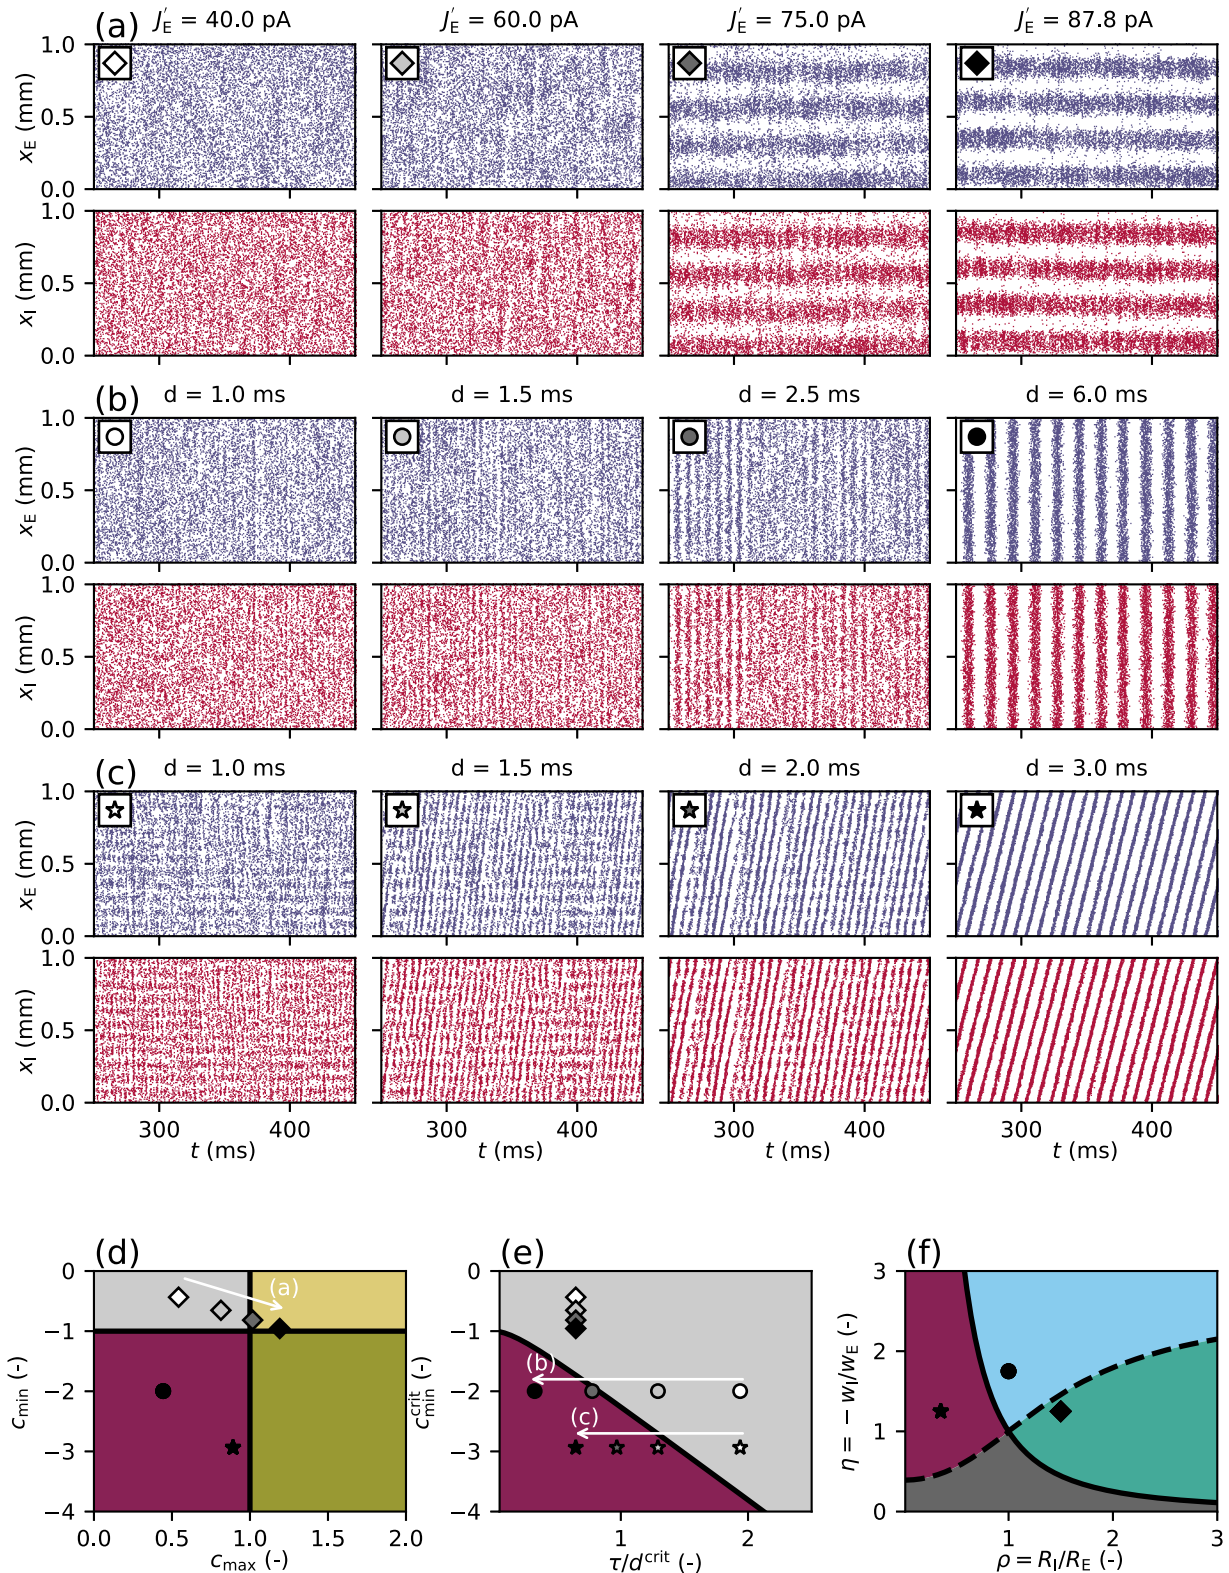 (a)
J′E = 40.0 pA
J′E = 60.0 pA
J′E = 75.0 pA
J′E = 87.8 pA
1.0
0.5
0.0
xE (mm)
1.0
0.5
0.0
xI (mm)
(b)
d = 1.0 ms
d = 1.5 ms
d = 2.5 ms
d = 6.0 ms
1.0
0.5
0.0
xE (mm)
1.0
0.5
0.0
xI (mm)
(c)
d = 1.0 ms
d = 1.5 ms
d = 2.0 ms
d = 3.0 ms
1.0
0.5
0.0
xE (mm)
1.0
0.5
0.0
xI (mm)
300 400
300 400
300 400
300 400
t (ms)
t (ms)
t (ms)
t (ms)
(d)
0
−1
−2
−3
−4
cmin (-)
(a)
0.0 0.5 1.0 1.5 2.0
cmax (-)
(e)
0
−1
−2
−3
−4
c^crit_min (-)
(b)
(c)
1 2
τ/d^crit (-)
(f)
3
2
1
0
η = − wI/wE (-)
1 2 3
ρ = RI/RE (-)